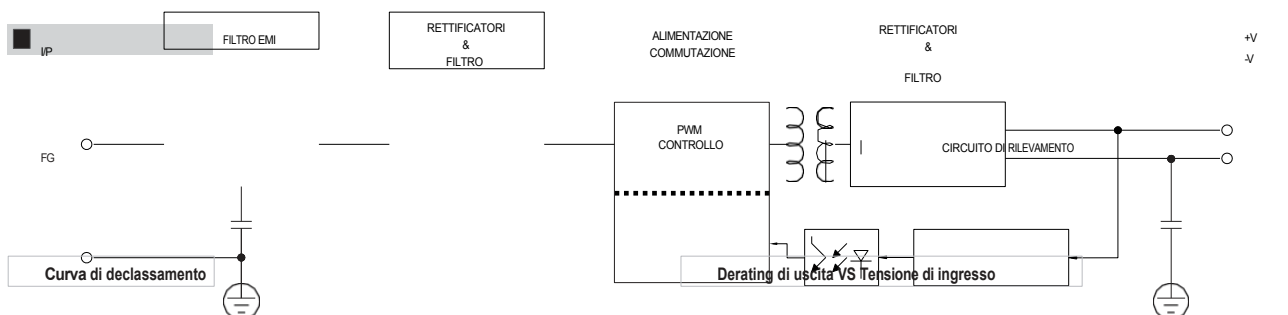 I/P
FILTRO EMI
RETTIFICATORI
&
FILTRO
ALIMENTAZIONE
COMMUTAZIONE
RETTIFICATORI
&
FILTRO
+V
-V
PWM
CONTROLLO
FG
CIRCUITO DI RILEVAMENTO
Curva di declassamento
Derating di uscita VS Tensione di ingresso